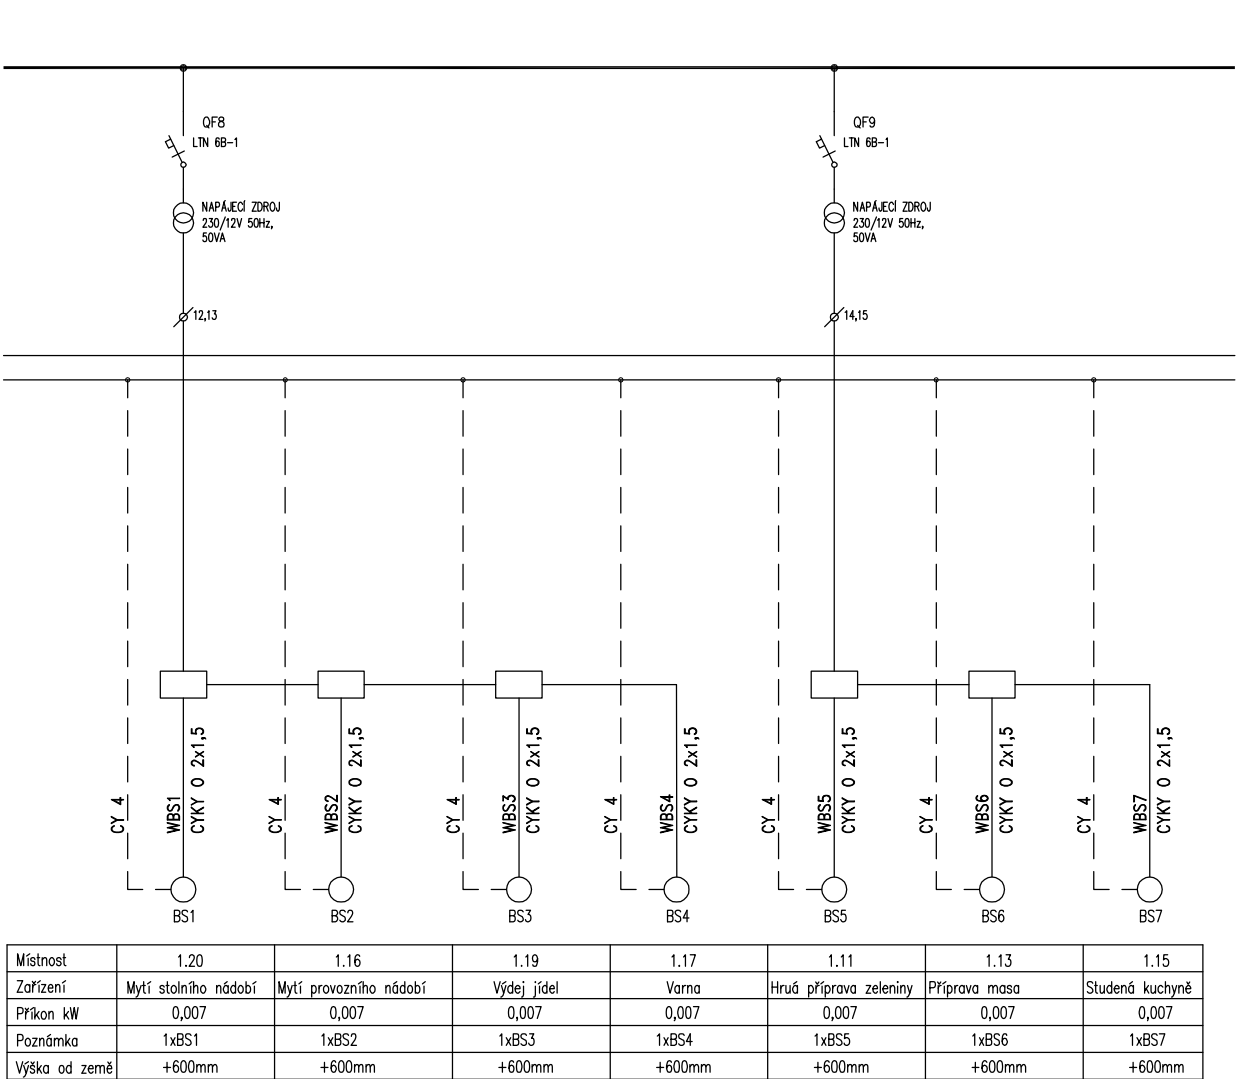 QF8
LTN 6B-1
NAPÁJECÍ ZDROJ
230/12V 50Hz,
50VA
12,13
QF9
LTN 6B-1
NAPÁJECÍ ZDROJ
230/12V 50Hz,
50VA
14,15
CY 4
WBS1
CYKY O 2x1,5
CY 4
WBS2
CYKY O 2x1,5
CY 4
WBS3
CYKY O 2x1,5
CY 4
WBS4
CYKY O 2x1,5
CY 4
WBS5
CYKY O 2x1,5
CY 4
WBS6
CYKY O 2x1,5
CY 4
WBS7
CYKY O 2x1,5
BS1 BS2 BS3 BS4 BS5 BS6 BS7
Místnost 1.20 1.16 1.19 1.17 1.11 1.13 1.15
Zařízení Mytí stolního nádobí Mytí provozního nádobí Výdej jídel Varna Hruá příprava zeleniny Příprava masa Studená kuchyně
Příkon kW 0,007 0,007 0,007 0,007 0,007 0,007 0,007
Poznámka 1xBS1 1xBS2 1xBS3 1xBS4 1xBS5 1xBS6 1xBS7
Výška od země +600mm +600mm +600mm +600mm +600mm +600mm +600mm